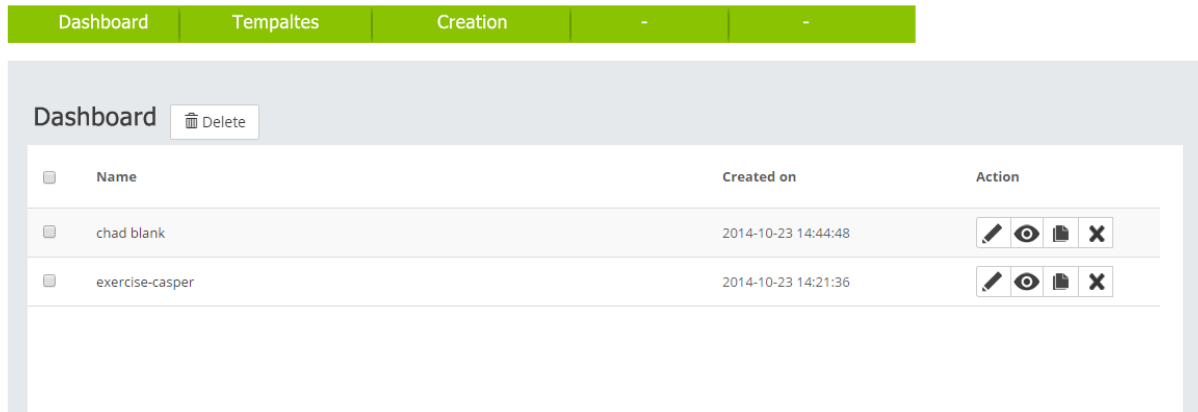 Dashboard Tempaltes Creation - -
Dashboard Delete
Name Created on Action
chad blank 2014-10-23 14:44:48
exercise-casper 2014-10-23 14:21:36